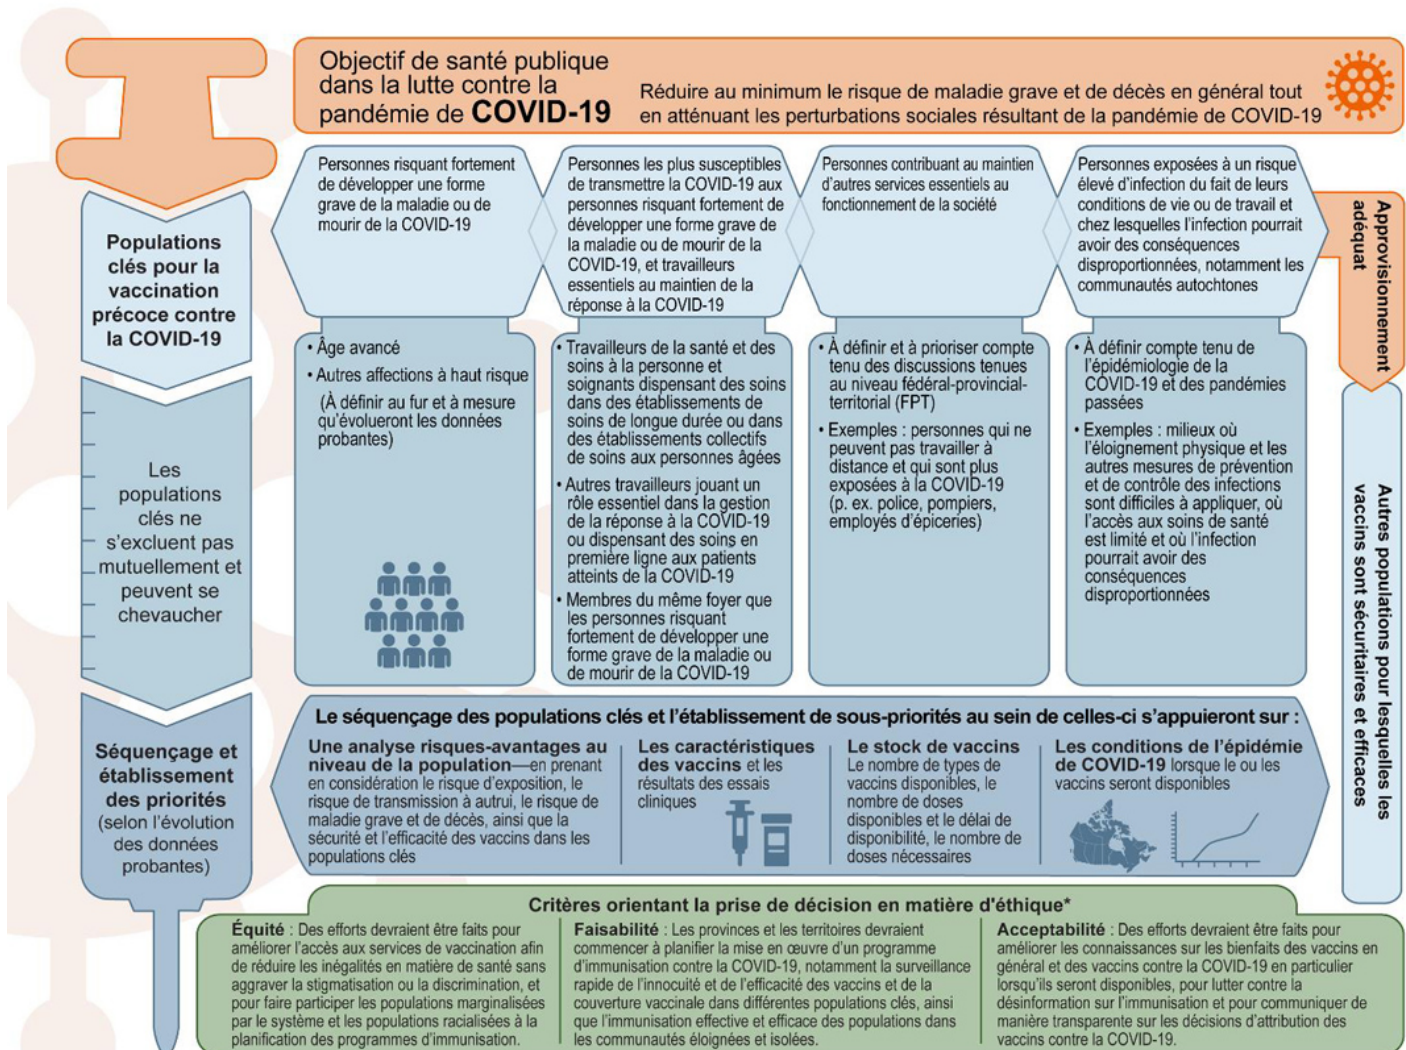 Objectif de santé publique
dans la lutte contre la
pandémie de COVID-19
Réduire au minimum le risque de maladie grave et de décès en général tout
en atténuant les perturbations sociales résultant de la pandémie de COVID-19
Populations
clés pour la
vaccination
précoce contre
la COVID-19
Personnes risquant fortement
de développer une forme
grave de la maladie ou de
mourir de la COVID-19
Personnes les plus susceptibles
de transmettre la COVID-19 aux
personnes risquant fortement de
développer une forme grave de
la maladie ou de mourir de la
COVID-19, et travailleurs
essentiels au maintien de la
réponse à la COVID-19
Personnes contribuant au maintien
d'autres services essentiels au
fonctionnement de la société
Personnes exposées à un risque
élevé d'infection du fait de leurs
conditions de vie ou de travail et
chez lesquelles l'infection pourrait
avoir des conséquences
disproportionnées, notamment les
communautés autochtones
Approvisionnement
adéquat
Les
populations
clés ne
s'excluent pas
mutuellement et
peuvent se
chevaucher
• Âge avancé
• Autres affections à haut risque
(À définir au fur et à mesure
qu'évolueront les données
probantes)
• Travailleurs de la santé et des
soins à la personne et
soignants dispensant des soins
dans des établissements de
soins de longue durée ou dans
des établissements collectifs
de soins aux personnes âgées
• Autres travailleurs jouant un
rôle essentiel dans la gestion
de la réponse à la COVID-19
ou dispensant des soins en
première ligne aux patients
atteints de la COVID-19
• Membres du même foyer que
les personnes risquant
fortement de développer une
forme grave de la maladie ou
de mourir de la COVID-19
• À définir et à prioriser compte
tenu des discussions tenues
au niveau fédéral-provincial-
territorial (FPT)
• Exemples : personnes qui ne
peuvent pas travailler à
distance et qui sont plus
exposées à la COVID-19
(p. ex. police, pompiers,
employés d'épiceries)
• À définir compte tenu de
l'épidémiologie de la
COVID-19 et des pandémies
passées
• Exemples : milieux où
l'éloignement physique et les
autres mesures de prévention
et de contrôle des infections
sont difficiles à appliquer, où
l'accès aux soins de santé
est limité et où l'infection
pourrait avoir des
conséquences
disproportionnées
Autres populations pour lesquelles les
vaccins sont sécuritaires et efficaces
Séquençage et
établissement
des priorités
(selon l'évolution
des données
probantes)
Le séquençage des populations clés et l'établissement de sous-priorités au sein de celles-ci s'appuieront sur :
Une analyse risques-avantages au
niveau de la population—en prenant
en considération le risque d'exposition, le
risque de transmission à autrui, le risque de
maladie grave et de décès, ainsi que la
sécurité et l'efficacité des vaccins dans les
populations clés
Les caractéristiques
des vaccins et les
résultats des essais
cliniques
Le stock de vaccins
Le nombre de types de
vaccins disponibles, le
nombre de doses
disponibles et le délai de
disponibilité, le nombre de
doses nécessaires
Les conditions de l'épidémie
de COVID-19 lorsque le ou les
vaccins seront disponibles
Critères orientant la prise de décision en matière d'éthique*
Équité : Des efforts devraient être faits pour
améliorer l'accès aux services de vaccination afin
de réduire les inégalités en matière de santé sans
aggraver la stigmatisation ou la discrimination, et
pour faire participer les populations marginalisées
par le système et les populations racialisées à la
planification des programmes d'immunisation.
Faisabilité : Les provinces et les territoires devraient
commencer à planifier la mise en œuvre d'un programme
d'immunisation contre la COVID-19, notamment la surveillance
rapide de l'innocuité et de l'efficacité des vaccins et de la
couverture vaccinale dans différentes populations clés, ainsi
que l'immunisation effective et efficace des populations dans
les communautés éloignées et isolées.
Acceptabilité : Des efforts devraient être faits pour
améliorer les connaissances sur les bienfaits des vaccins en
général et des vaccins contre la COVID-19 en particulier
lorsqu'ils seront disponibles, pour lutter contre la
désinformation sur l'immunisation et pour communiquer de
manière transparente sur les décisions d'attribution des
vaccins contre la COVID-19.